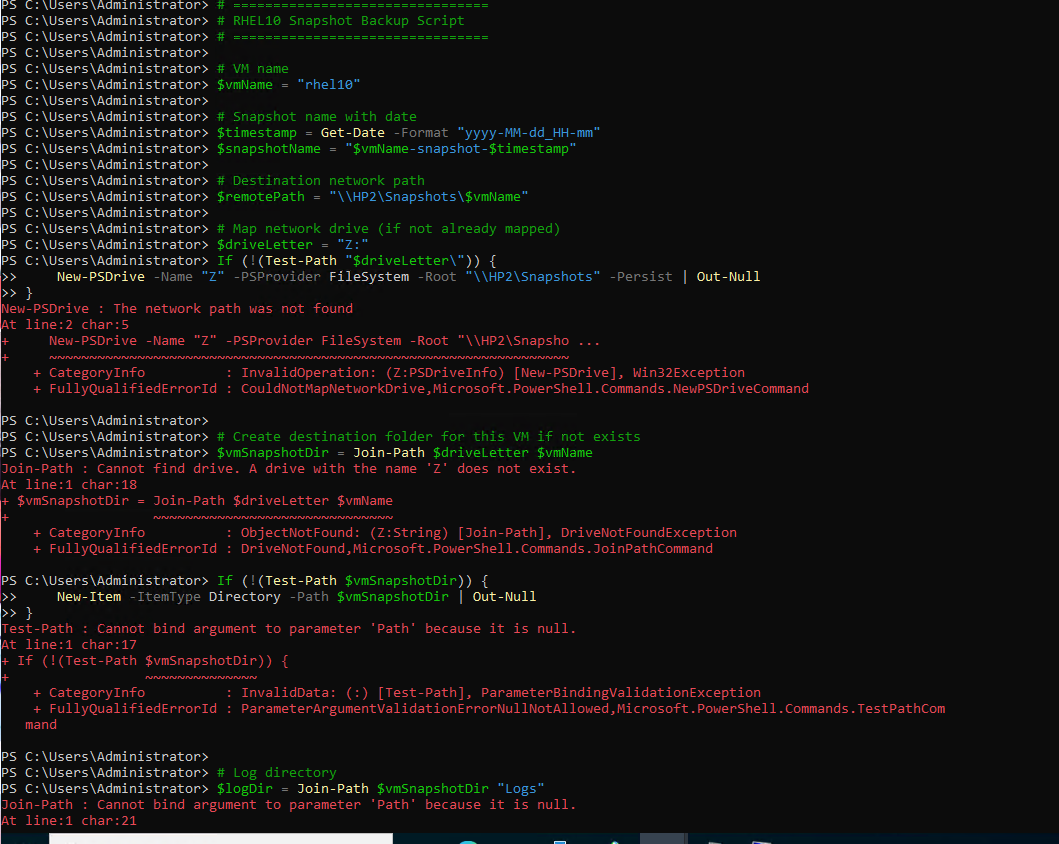 PS C:\Users\Administrator> # ================================
PS C:\Users\Administrator> # RHEL10 Snapshot Backup Script
PS C:\Users\Administrator> # ================================
PS C:\Users\Administrator>
PS C:\Users\Administrator> # VM name
PS C:\Users\Administrator> $vmName = "rhel10"
PS C:\Users\Administrator>
PS C:\Users\Administrator> # Snapshot name with date
PS C:\Users\Administrator> $timestamp = Get-Date -Format "yyyy-MM-dd_HH-mm"
PS C:\Users\Administrator> $snapshotName = "$vmName-snapshot-$timestamp"
PS C:\Users\Administrator>
PS C:\Users\Administrator> # Destination network path
PS C:\Users\Administrator> $remotePath = "\\HP2\Snapshots\$vmName"
PS C:\Users\Administrator>
PS C:\Users\Administrator> # Map network drive (if not already mapped)
PS C:\Users\Administrator> $driveLetter = "Z:"
PS C:\Users\Administrator> If (!(Test-Path "$driveLetter\")) {
>>     New-PSDrive -Name "Z" -PSProvider FileSystem -Root "\\HP2\Snapshots" -Persist | Out-Null
>> }
New-PSDrive : The network path was not found
At line:2 char:5
+     New-PSDrive -Name "Z" -PSProvider FileSystem -Root "\\HP2\Snapsho ...
+     ~~~~~~~~~~~~~~~~~~~~~~~~~~~~~~~~~~~~~~~~~~~~~~~~~~~~~~~~~~~~~~~~~
    + CategoryInfo          : InvalidOperation: (Z:PSDriveInfo) [New-PSDrive], Win32Exception
    + FullyQualifiedErrorId : CouldNotMapNetworkDrive,Microsoft.PowerShell.Commands.NewPSDriveCommand
PS C:\Users\Administrator>
PS C:\Users\Administrator> # Create destination folder for this VM if not exists
PS C:\Users\Administrator> $vmSnapshotDir = Join-Path $driveLetter $vmName
Join-Path : Cannot find drive. A drive with the name 'Z' does not exist.
At line:1 char:18
+ $vmSnapshotDir = Join-Path $driveLetter $vmName
+                  ~~~~~~~~~~~~~~~~~~~~~~~~~~~~~~
    + CategoryInfo          : ObjectNotFound: (Z:String) [Join-Path], DriveNotFoundException
    + FullyQualifiedErrorId : DriveNotFound,Microsoft.PowerShell.Commands.JoinPathCommand
PS C:\Users\Administrator> If (!(Test-Path $vmSnapshotDir)) {
>>     New-Item -ItemType Directory -Path $vmSnapshotDir | Out-Null
>> }
Test-Path : Cannot bind argument to parameter 'Path' because it is null.
At line:1 char:17
+ If (!(Test-Path $vmSnapshotDir)) {
+                 ~~~~~~~~~~~~~~
    + CategoryInfo          : InvalidData: (:) [Test-Path], ParameterBindingValidationException
    + FullyQualifiedErrorId : ParameterArgumentValidationErrorNullNotAllowed,Microsoft.PowerShell.Commands.TestPathCom
   mand
PS C:\Users\Administrator>
PS C:\Users\Administrator> # Log directory
PS C:\Users\Administrator> $logDir = Join-Path $vmSnapshotDir "Logs"
Join-Path : Cannot bind argument to parameter 'Path' because it is null.
At line:1 char:21